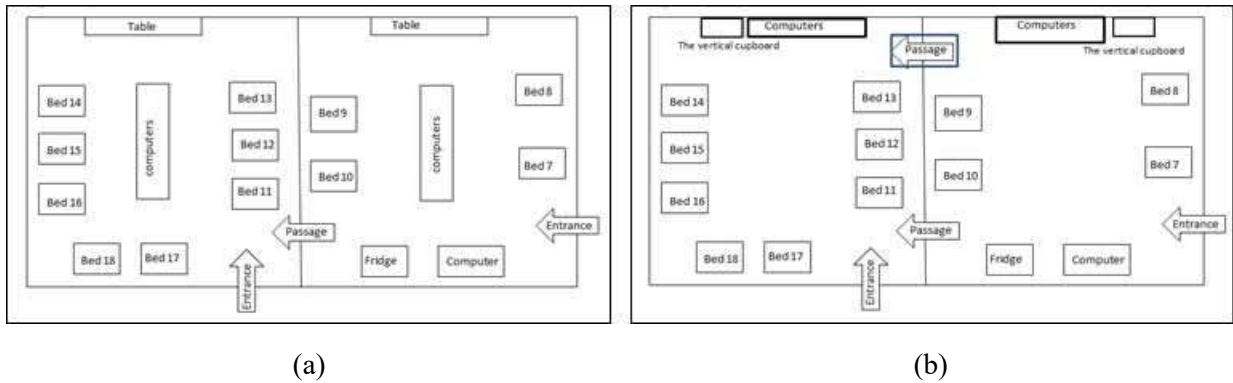 Table
Table
Bed 14
Bed 13
Bed 8
Bed 9
computers
computers
Bed 15
Bed 12
Bed 7
Bed 10
Bed 16
Bed 11
Passage
Entrance
Bed 18
Bed 17
Fridge
Computer
Entrance
(a)
Computers
Computers
The vertical cupboard
Passage
The vertical cupboard
Bed 14
Bed 13
Bed 8
Bed 9
Bed 15
Bed 12
Bed 7
Bed 10
Bed 16
Bed 11
Passage
Entrance
Bed 18
Bed 17
Fridge
Computer
Entrance
(b)